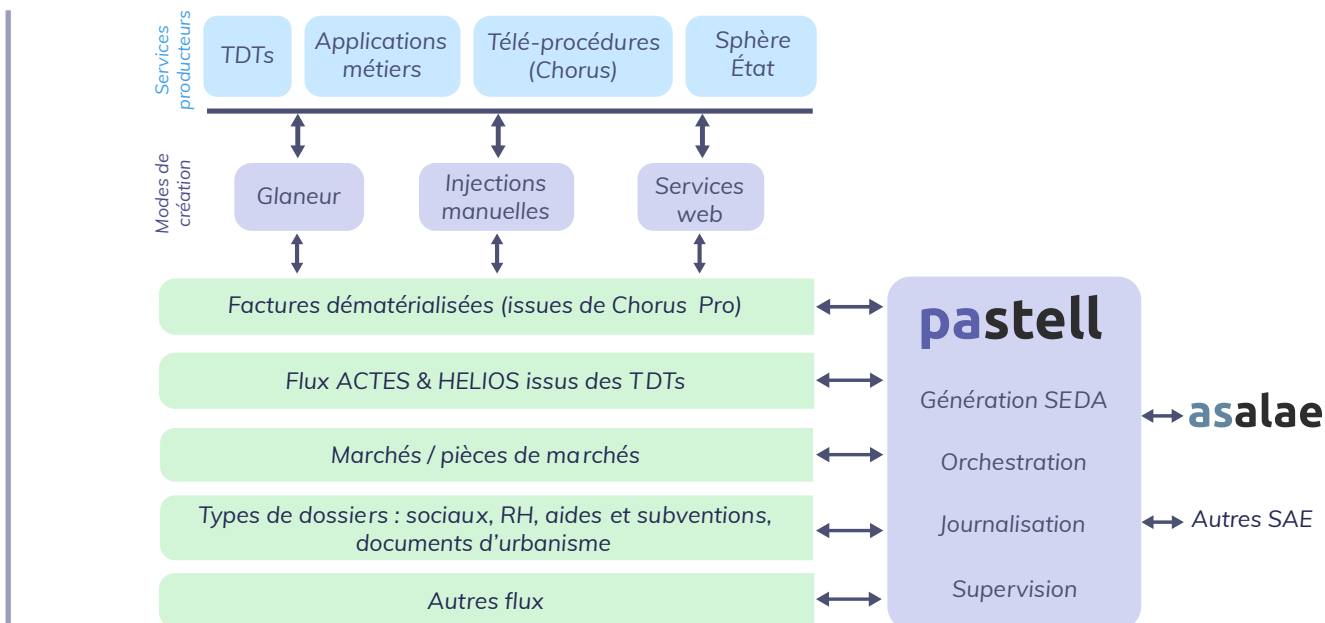 Services
producteurs
TDTs
Applications
métiers
Télé-procédures
(Chorus)
Sphère
État
Modes de
création
Glaneur
Injections
manuelles
Services
web
Factures dématérialisées (issues de Chorus Pro)
Flux ACTES & HELIOS issus des TDTs
Marchés / pièces de marchés
Types de dossiers : sociaux, RH, aides et subventions,
documents d'urbanisme
Autres flux
pastell
Génération SEDA
Orchestration
Journalisation
Supervision
asalae
Autres SAE